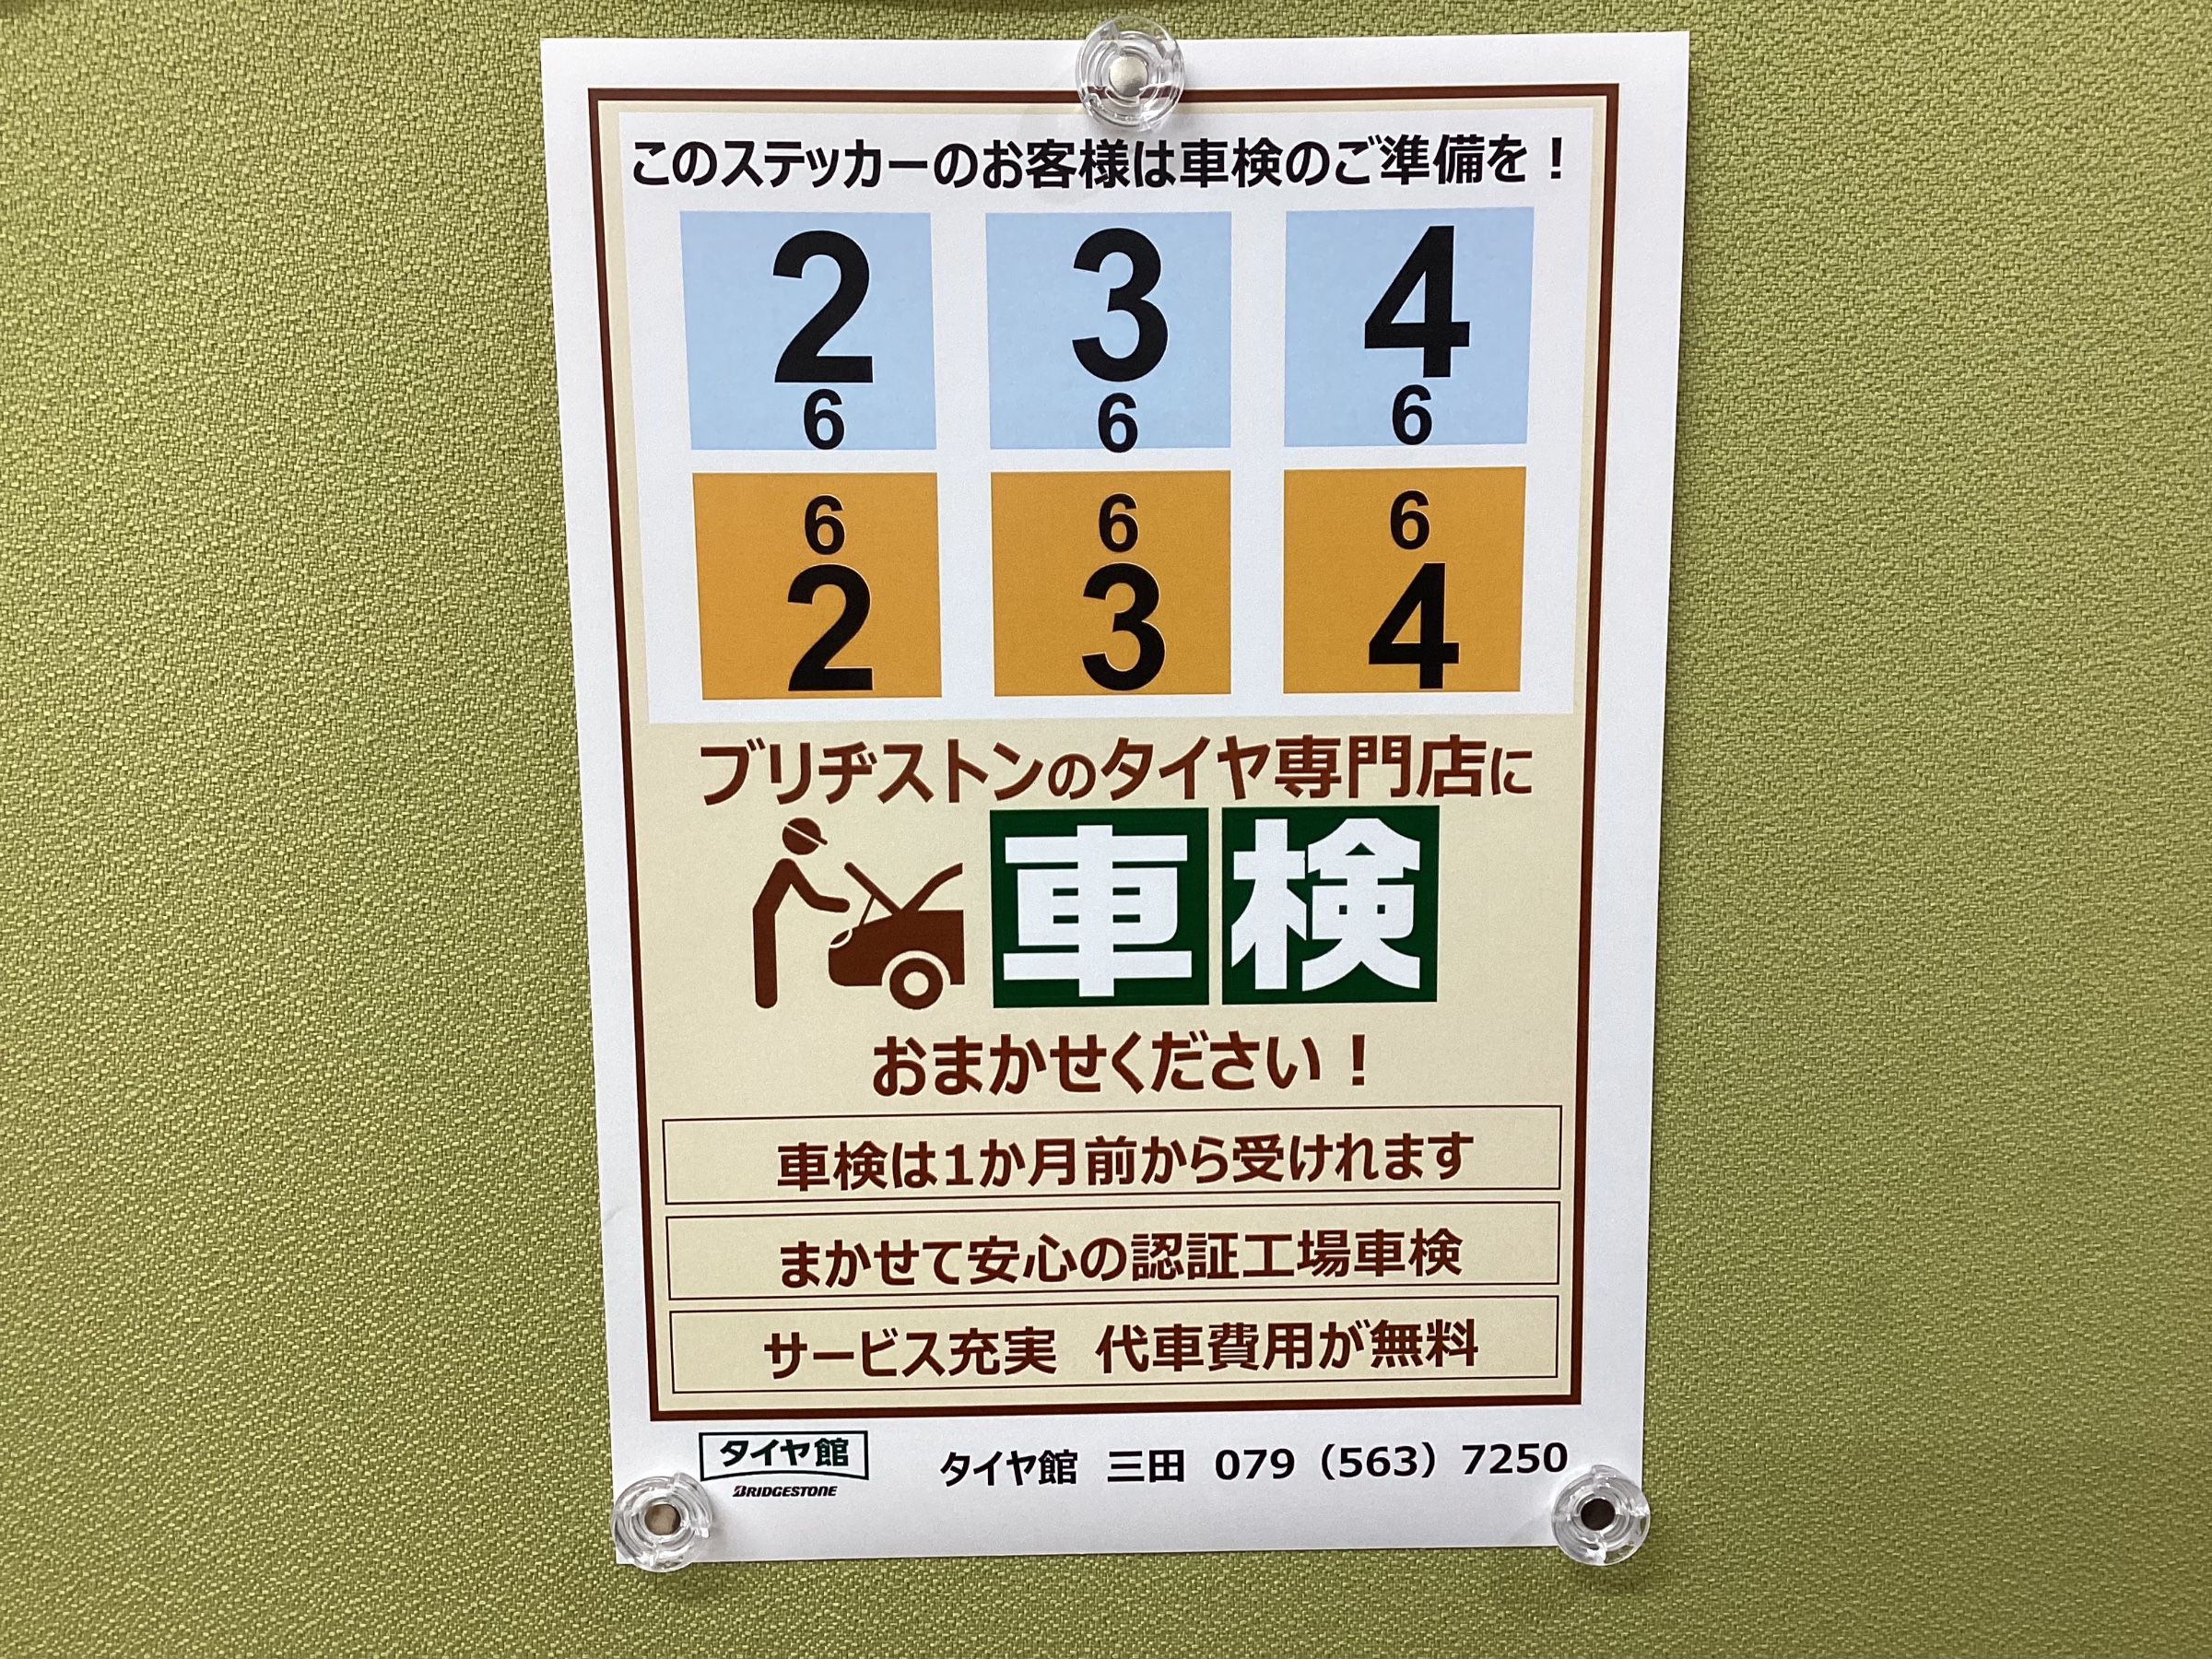 このステッカーのお客様は車検のご準備を！
2 3 4
6 6 6
6 6 6
2 3 4
ブリヂストンのタイヤ専門店に
車検
おまかせください！
車検は1か月前から受けれます
まかせて安心の認証工場車検
サービス充実 代車費用が無料
タイヤ館
BRIDGESTONE
タイヤ館 三田 079（563）7250